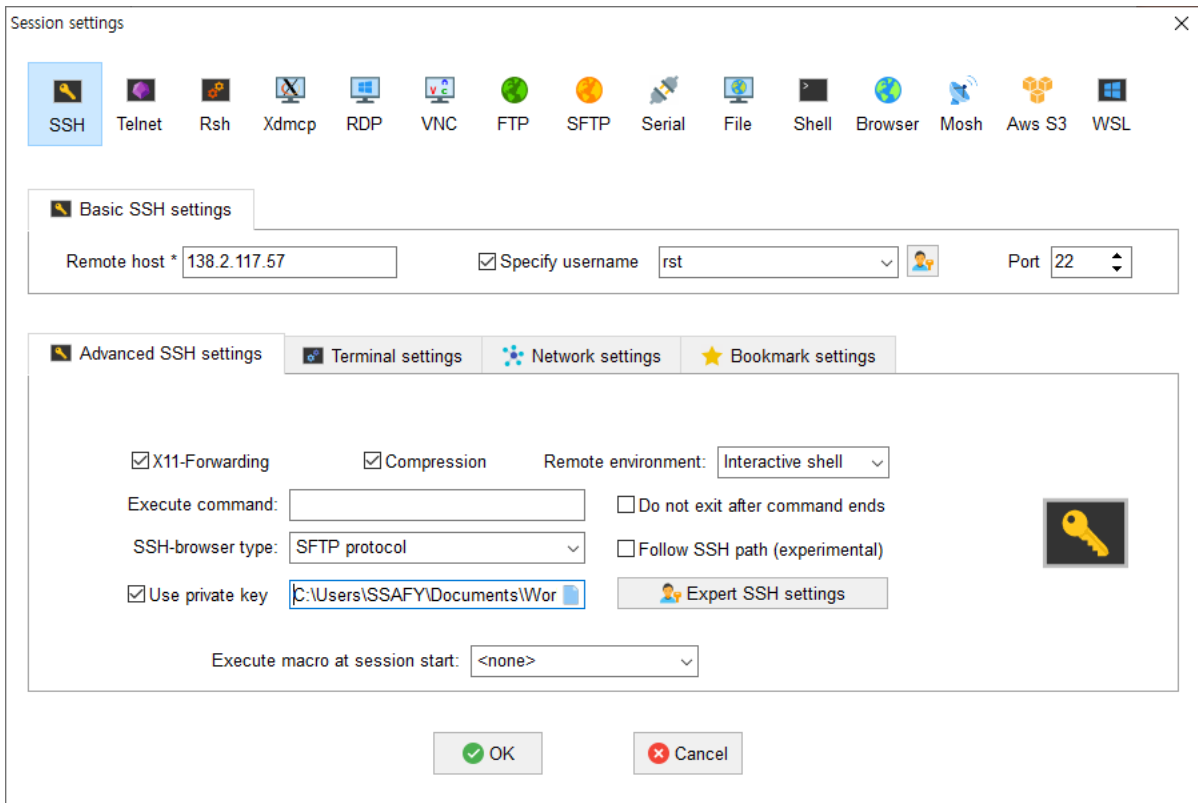 Session settings
SSH Telnet Rsh Xdmcp RDP VNC FTP SFTP Serial File Shell Browser Mosh Aws S3 WSL
Basic SSH settings
Remote host * 138.2.117.57 Specify username rst Port 22
Advanced SSH settings Terminal settings Network settings Bookmark settings
X11-Forwarding Compression Remote environment: Interactive shell
Execute command: Do not exit after command ends
SSH-browser type: SFTP protocol Follow SSH path (experimental)
Use private key C:\Users\SSAFY\Documents\Wor Expert SSH settings
Execute macro at session start: <none>
OK Cancel